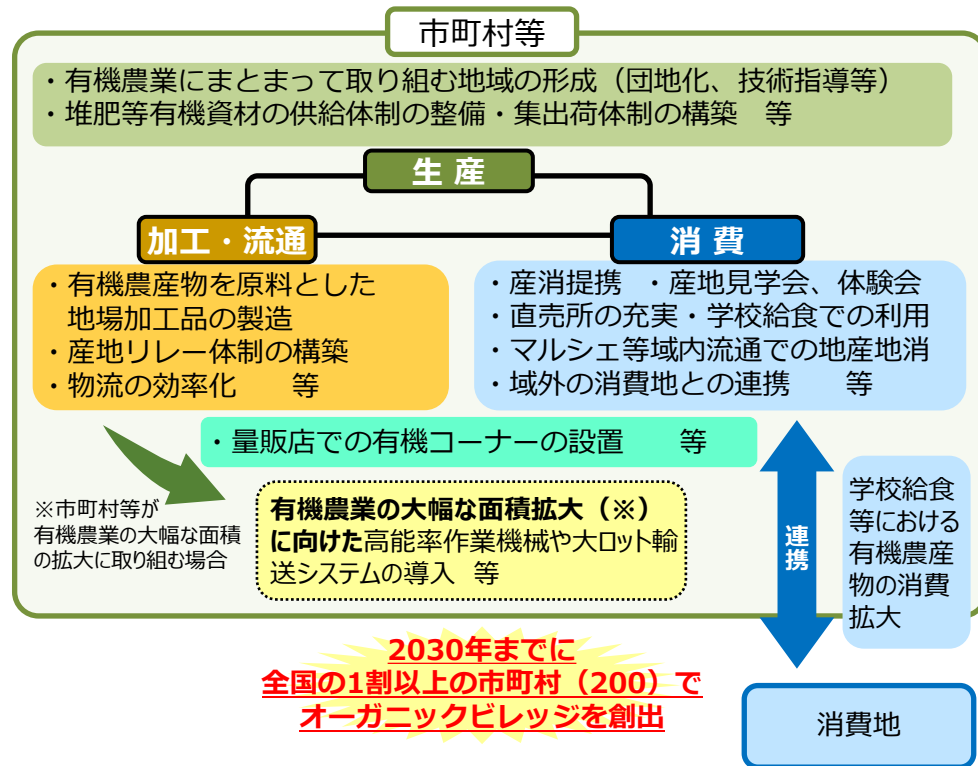 市町村等
・有機農業にまとまって取り組む地域の形成（団地化、技術指導等）
・堆肥等有機資材の供給体制の整備・集出荷体制の構築　等
生 産
加工・流通
消 費
・有機農産物を原料とした
地場加工品の製造
・産地リレー体制の構築
・物流の効率化　　等
・産消提携　・産地見学会、体験会
・直売所の充実・学校給食での利用
・マルシェ等域内流通での地産地消
・域外の消費地との連携　　等
・量販店での有機コーナーの設置　　等
※市町村等が
有機農業の大幅な面積
の拡大に取り組む場合
有機農業の大幅な面積拡大（※）
に向けた高能率作業機械や大ロット輸
送システムの導入　等
連携
学校給食
等における
有機農産
物の消費
拡大
2030年までに
全国の1割以上の市町村（200）で
オーガニックビレッジを創出
消費地